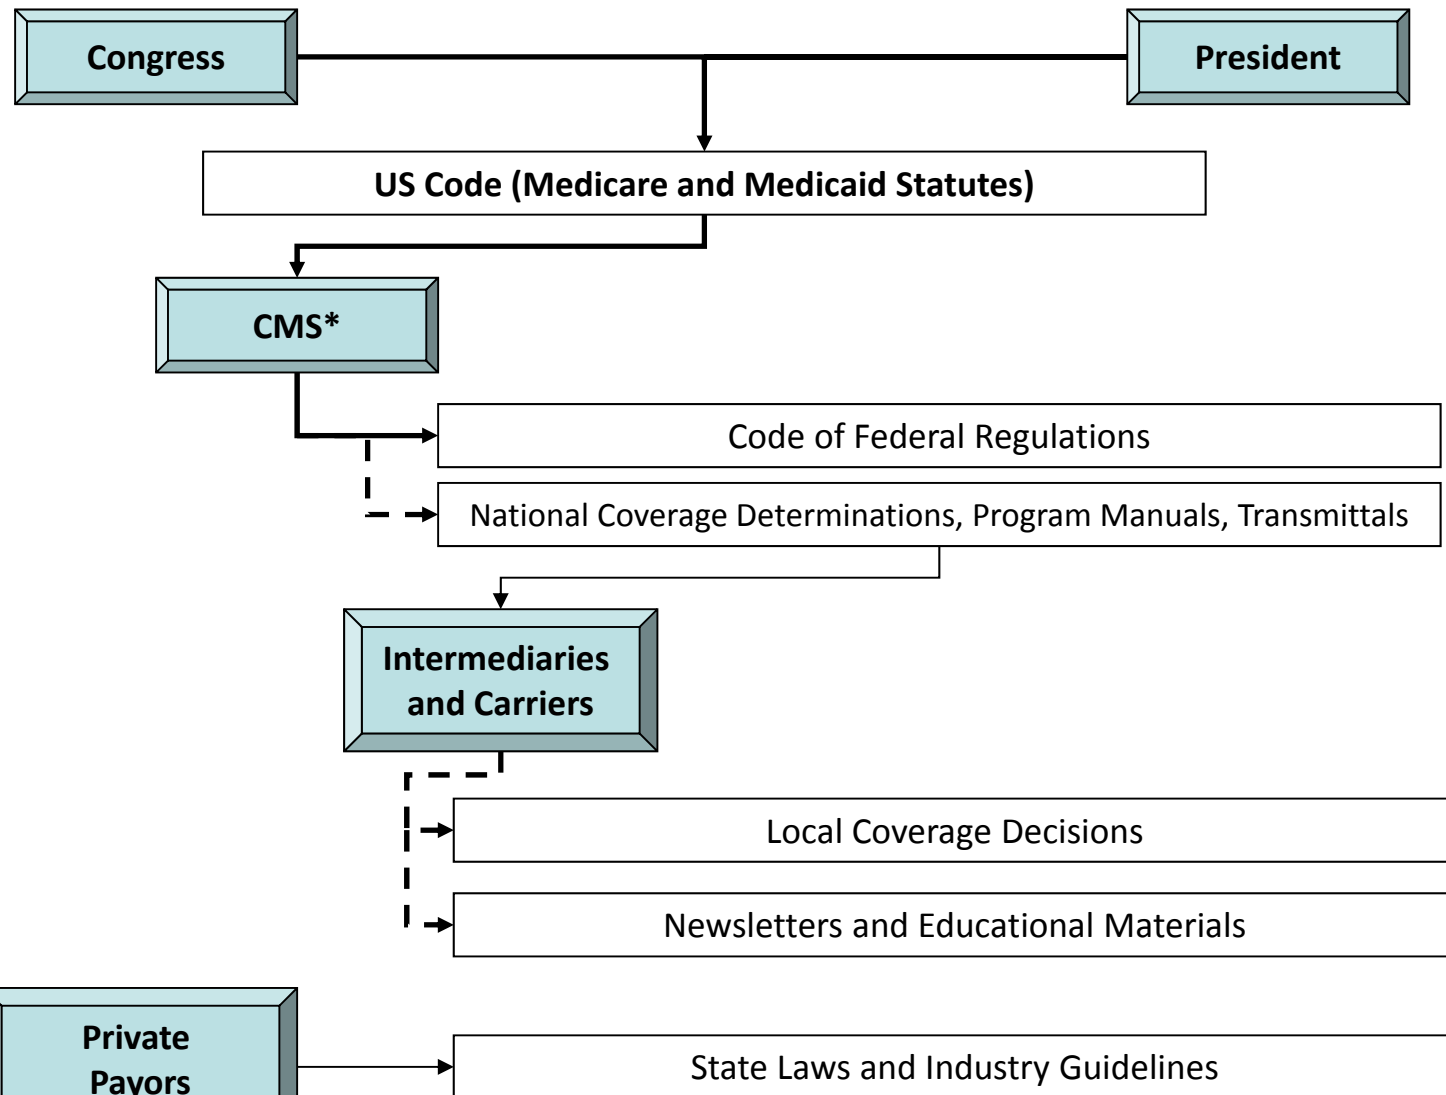 Congress
President
US Code (Medicare and Medicaid Statutes)
CMS*
Code of Federal Regulations
National Coverage Determinations, Program Manuals, Transmittals
Intermediaries
and Carriers
Local Coverage Decisions
Newsletters and Educational Materials
Private
Payors
State Laws and Industry Guidelines